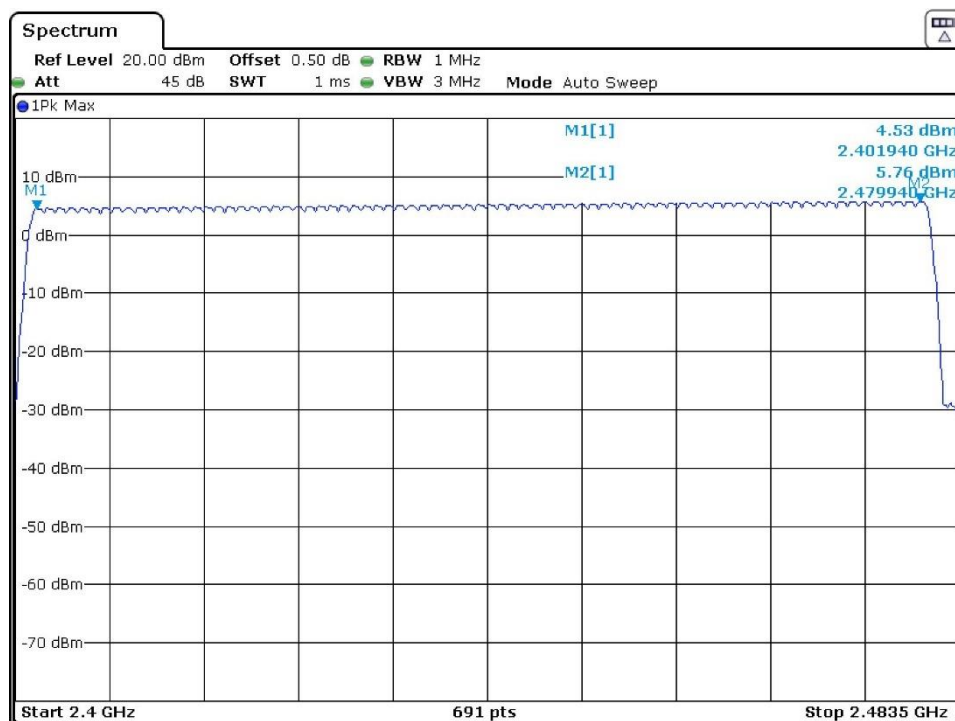 Spectrum
Ref Level 20.00 dBm Offset 0.50 dB RBW 1 MHz
Att 45 dB SWT 1 ms VBW 3 MHz Mode Auto Sweep
1Pk Max
M1[1] 4.53 dBm
2.401940 GHz
10 dBm M2[1] 5.76 dBm
M1 M2
2.479940 GHz
0 dBm
-10 dBm
-20 dBm
-30 dBm
-40 dBm
-50 dBm
-60 dBm
-70 dBm
Start 2.4 GHz 691 pts Stop 2.4835 GHz